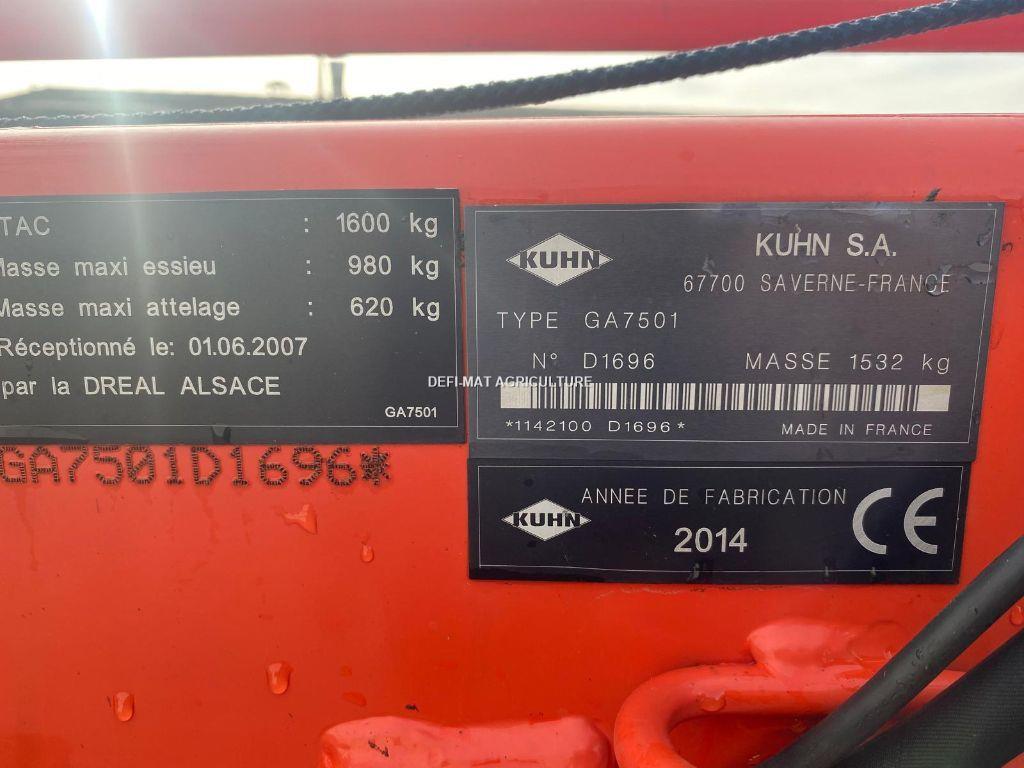 TAC : 1600 kg
Masse maxi essieu : 980 kg
Masse maxi attelage : 620 kg
Réceptionné le: 01.06.2007
par la DREAL ALSACE
GA7501
GA7501D1696*
KUHN
KUHN S.A.
67700 SAVERNE-FRANCE
TYPE GA7501
N° D1696 MASSE 1532 kg
DEFI-MAT AGRICULTURE
*1142100 D1696* MADE IN FRANCE
KUHN
ANNEE DE FABRICATION
2014
CE